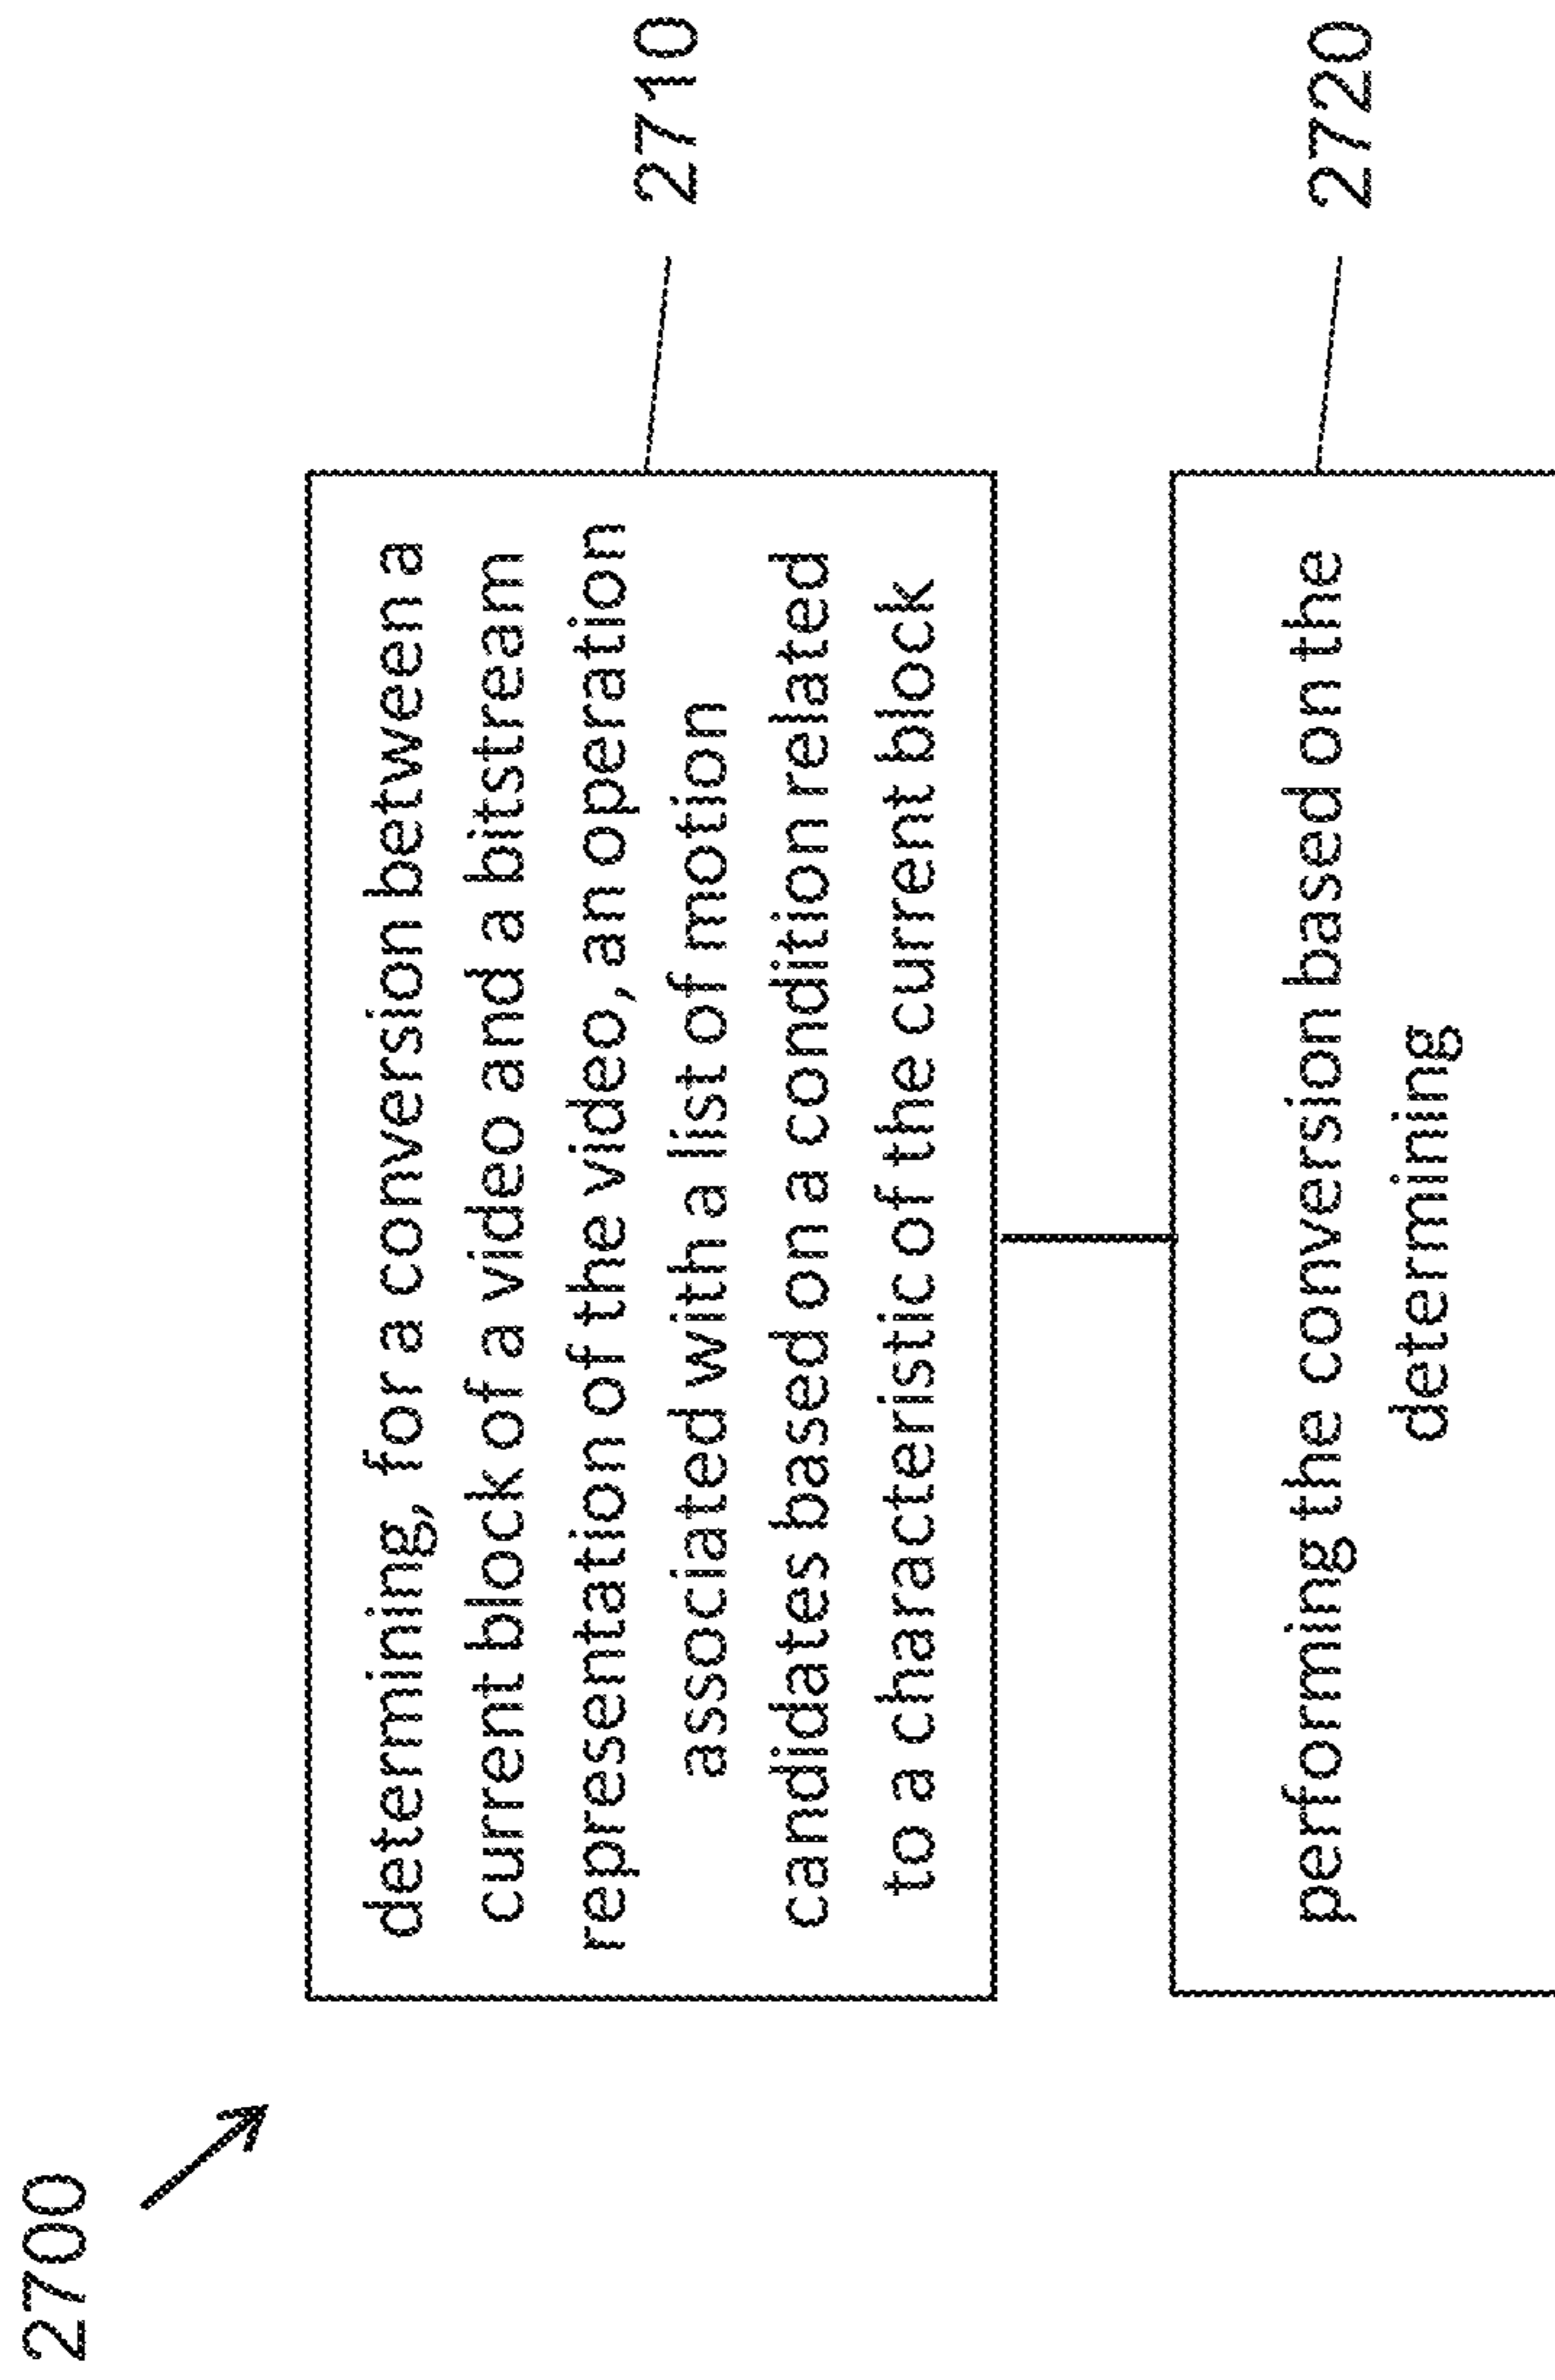 2700
determining, for a conversion between a
current block of a video and a bitstream
representation of the video, an operation
associated with a list of motion
candidates based on a condition related
to a characteristic of the current block
2710
performing the conversion based on the
determining
2720